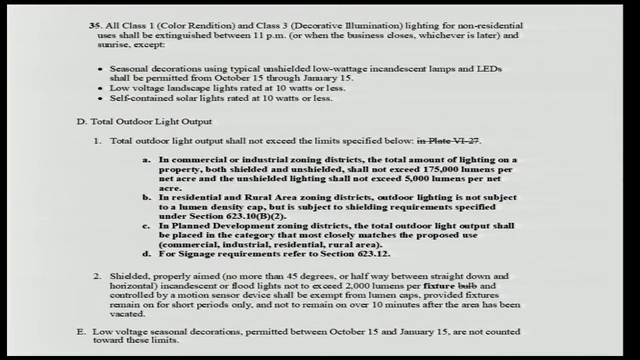 35. All Class 1 (Color Rendition) and Class 3 (Decorative Illumination) lighting for non-residential
uses shall be extinguished between 11 p.m. (or when the business closes, whichever is later) and
sunrise, except:
• Seasonal decorations using typical unshielded low-wattage incandescent lamps and LEDs
shall be permitted from October 15 through January 15.
• Low voltage landscape lights rated at 10 watts or less.
• Self-contained solar lights rated at 10 watts or less.
D. Total Outdoor Light Output
1. Total outdoor light output shall not exceed the limits specified below: in Plate VI-27.
a. In commercial or industrial zoning districts, the total amount of lighting on a
property, both shielded and unshielded, shall not exceed 175,000 lumens per
net acre and the unshielded lighting shall not exceed 5,000 lumens per net
acre.
b. In residential and Rural Area zoning districts, outdoor lighting is not subject
to a lumen density cap, but is subject to shielding requirements specified
under Section 623.10(B)(2).
c. In Planned Development zoning districts, the total outdoor light output shall
be placed in the category that most closely matches the proposed use
(commercial, industrial, residential, rural area).
d. For Signage requirements refer to Section 623.12.
2. Shielded, properly aimed (no more than 45 degrees, or half way between straight down and
horizontal) incandescent or flood lights not to exceed 2,000 lumens per fixture bulb and
controlled by a motion sensor device shall be exempt from lumen caps, provided fixtures
remain on for short periods only, and not to remain on over 10 minutes after the area has been
vacated.
E. Low voltage seasonal decorations, permitted between October 15 and January 15, are not counted
toward these limits.